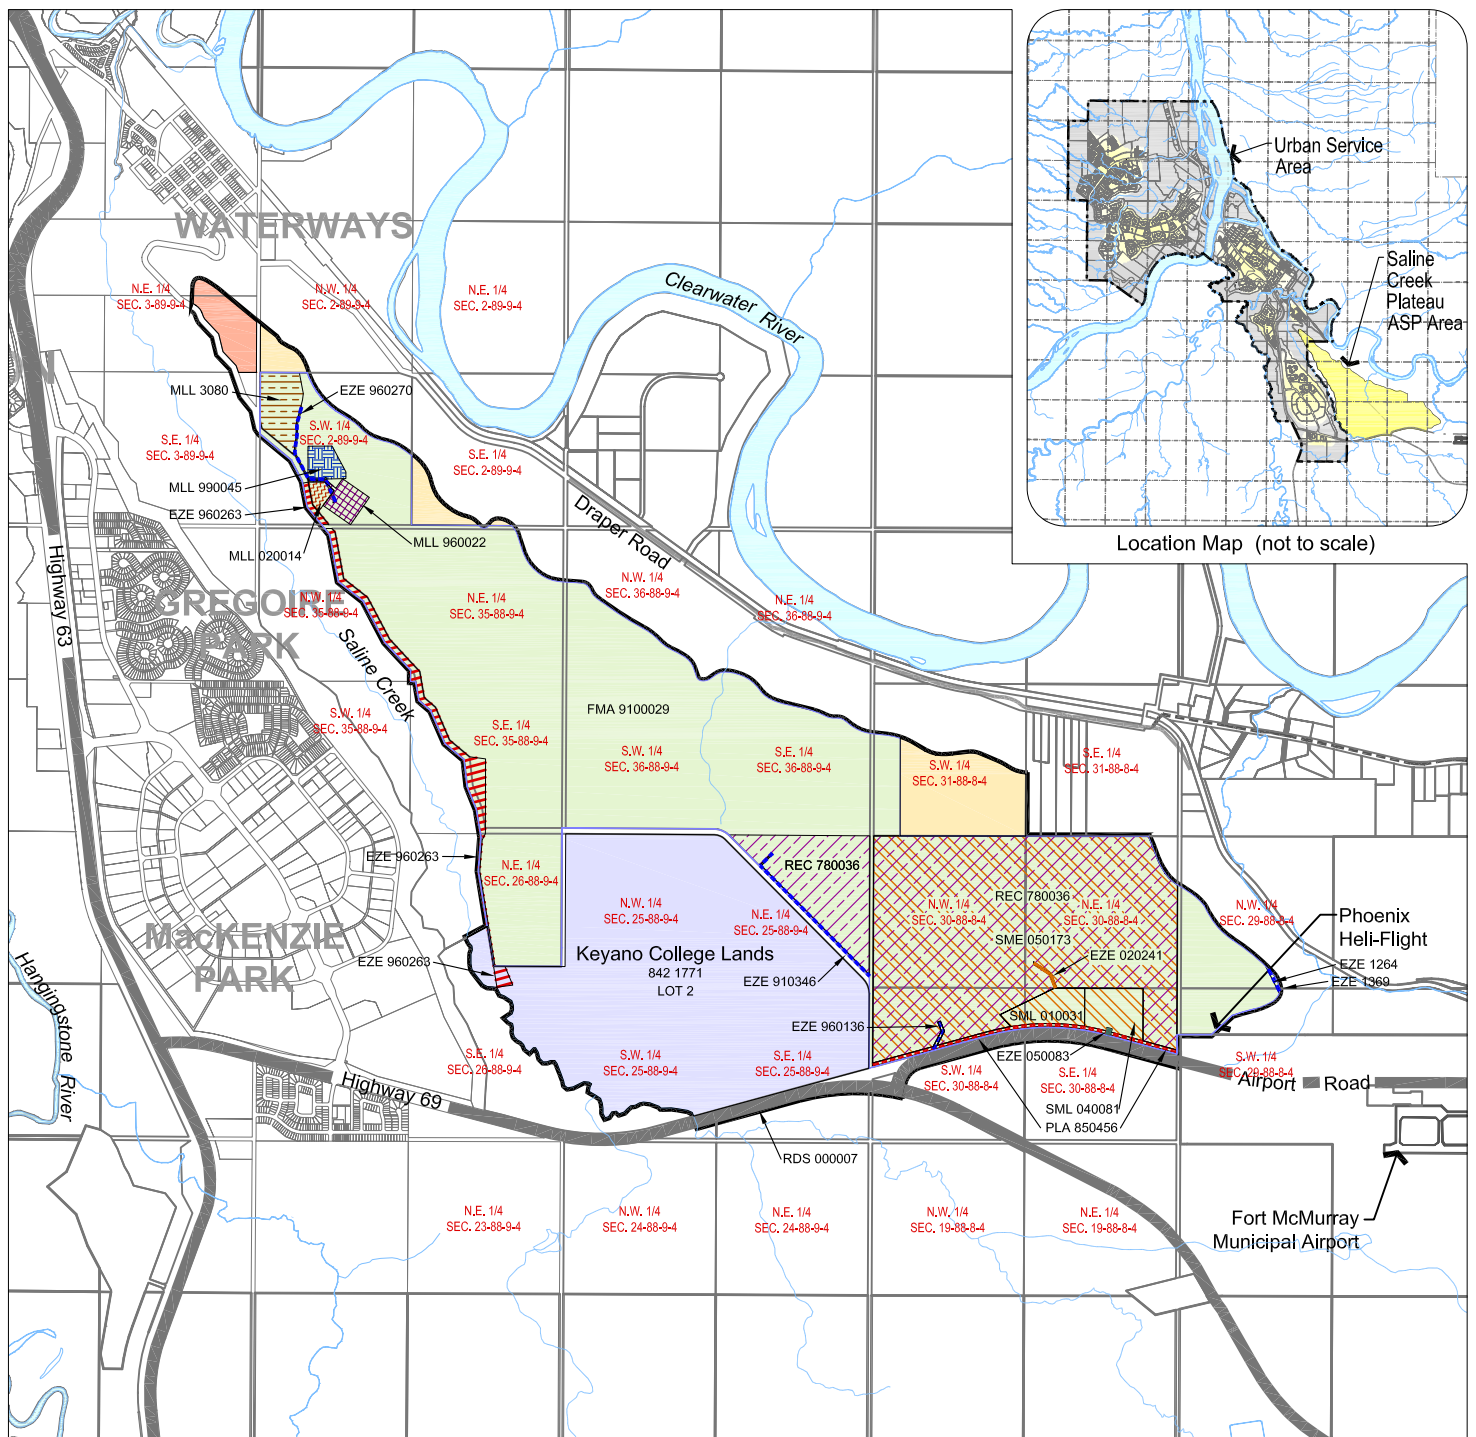 Urban Service
Area
Saline
Creek
Plateau
ASP Area
Location Map (not to scale)
WATERWAYS
N.E. 1/4
SEC. 3-89-9-4
N.W. 1/4
SEC. 2-89-9-4
N.E. 1/4
SEC. 2-89-9-4
Clearwater River
MLL 3080
EZE 960270
S.E. 1/4
SEC. 3-89-9-4
S.W. 1/4
SEC. 2-89-9-4
S.E. 1/4
SEC. 2-89-9-4
MLL 990045
EZE 960263
MLL 020014
MLL 960022
Draper Road
Highway 63
GREGOIRE
PARK
N.W. 1/4
SEC. 35-88-9-4
N.E. 1/4
SEC. 35-88-9-4
N.W. 1/4
SEC. 36-88-9-4
N.E. 1/4
SEC. 36-88-9-4
Saline Creek
S.W. 1/4
SEC. 35-88-9-4
S.E. 1/4
SEC. 35-88-9-4
FMA 9100029
S.W. 1/4
SEC. 36-88-9-4
S.E. 1/4
SEC. 36-88-9-4
S.W. 1/4
SEC. 31-88-8-4
S.E. 1/4
SEC. 31-88-8-4
EZE 960263
N.E. 1/4
SEC. 26-88-9-4
REC 780036
N.W. 1/4
SEC. 25-88-9-4
N.E. 1/4
SEC. 25-88-9-4
REC 780036
N.W. 1/4
SEC. 30-88-8-4
N.E. 1/4
SEC. 30-88-8-4
N.W. 1/4
SEC. 29-88-8-4
SME 050173
Phoenix
Heli-Flight
MacKENZIE
PARK
EZE 960263
Keyano College Lands
842 1771
LOT 2
EZE 910346
EZE 020241
EZE 1264
EZE 1369
Hangingstone River
SML 010031
EZE 960136
EZE 050083
S.E. 1/4
SEC. 26-88-9-4
S.W. 1/4
SEC. 25-88-9-4
S.E. 1/4
SEC. 25-88-9-4
S.W. 1/4
SEC. 30-88-8-4
S.E. 1/4
SEC. 30-88-8-4
S.W. 1/4
SEC. 29-88-8-4
Highway 69
Airport Road
SML 040081
PLA 850456
RDS 000007
N.E. 1/4
SEC. 23-88-9-4
N.W. 1/4
SEC. 24-88-9-4
N.E. 1/4
SEC. 24-88-9-4
N.W. 1/4
SEC. 19-88-8-4
N.E. 1/4
SEC. 19-88-8-4
Fort McMurray
Municipal Airport